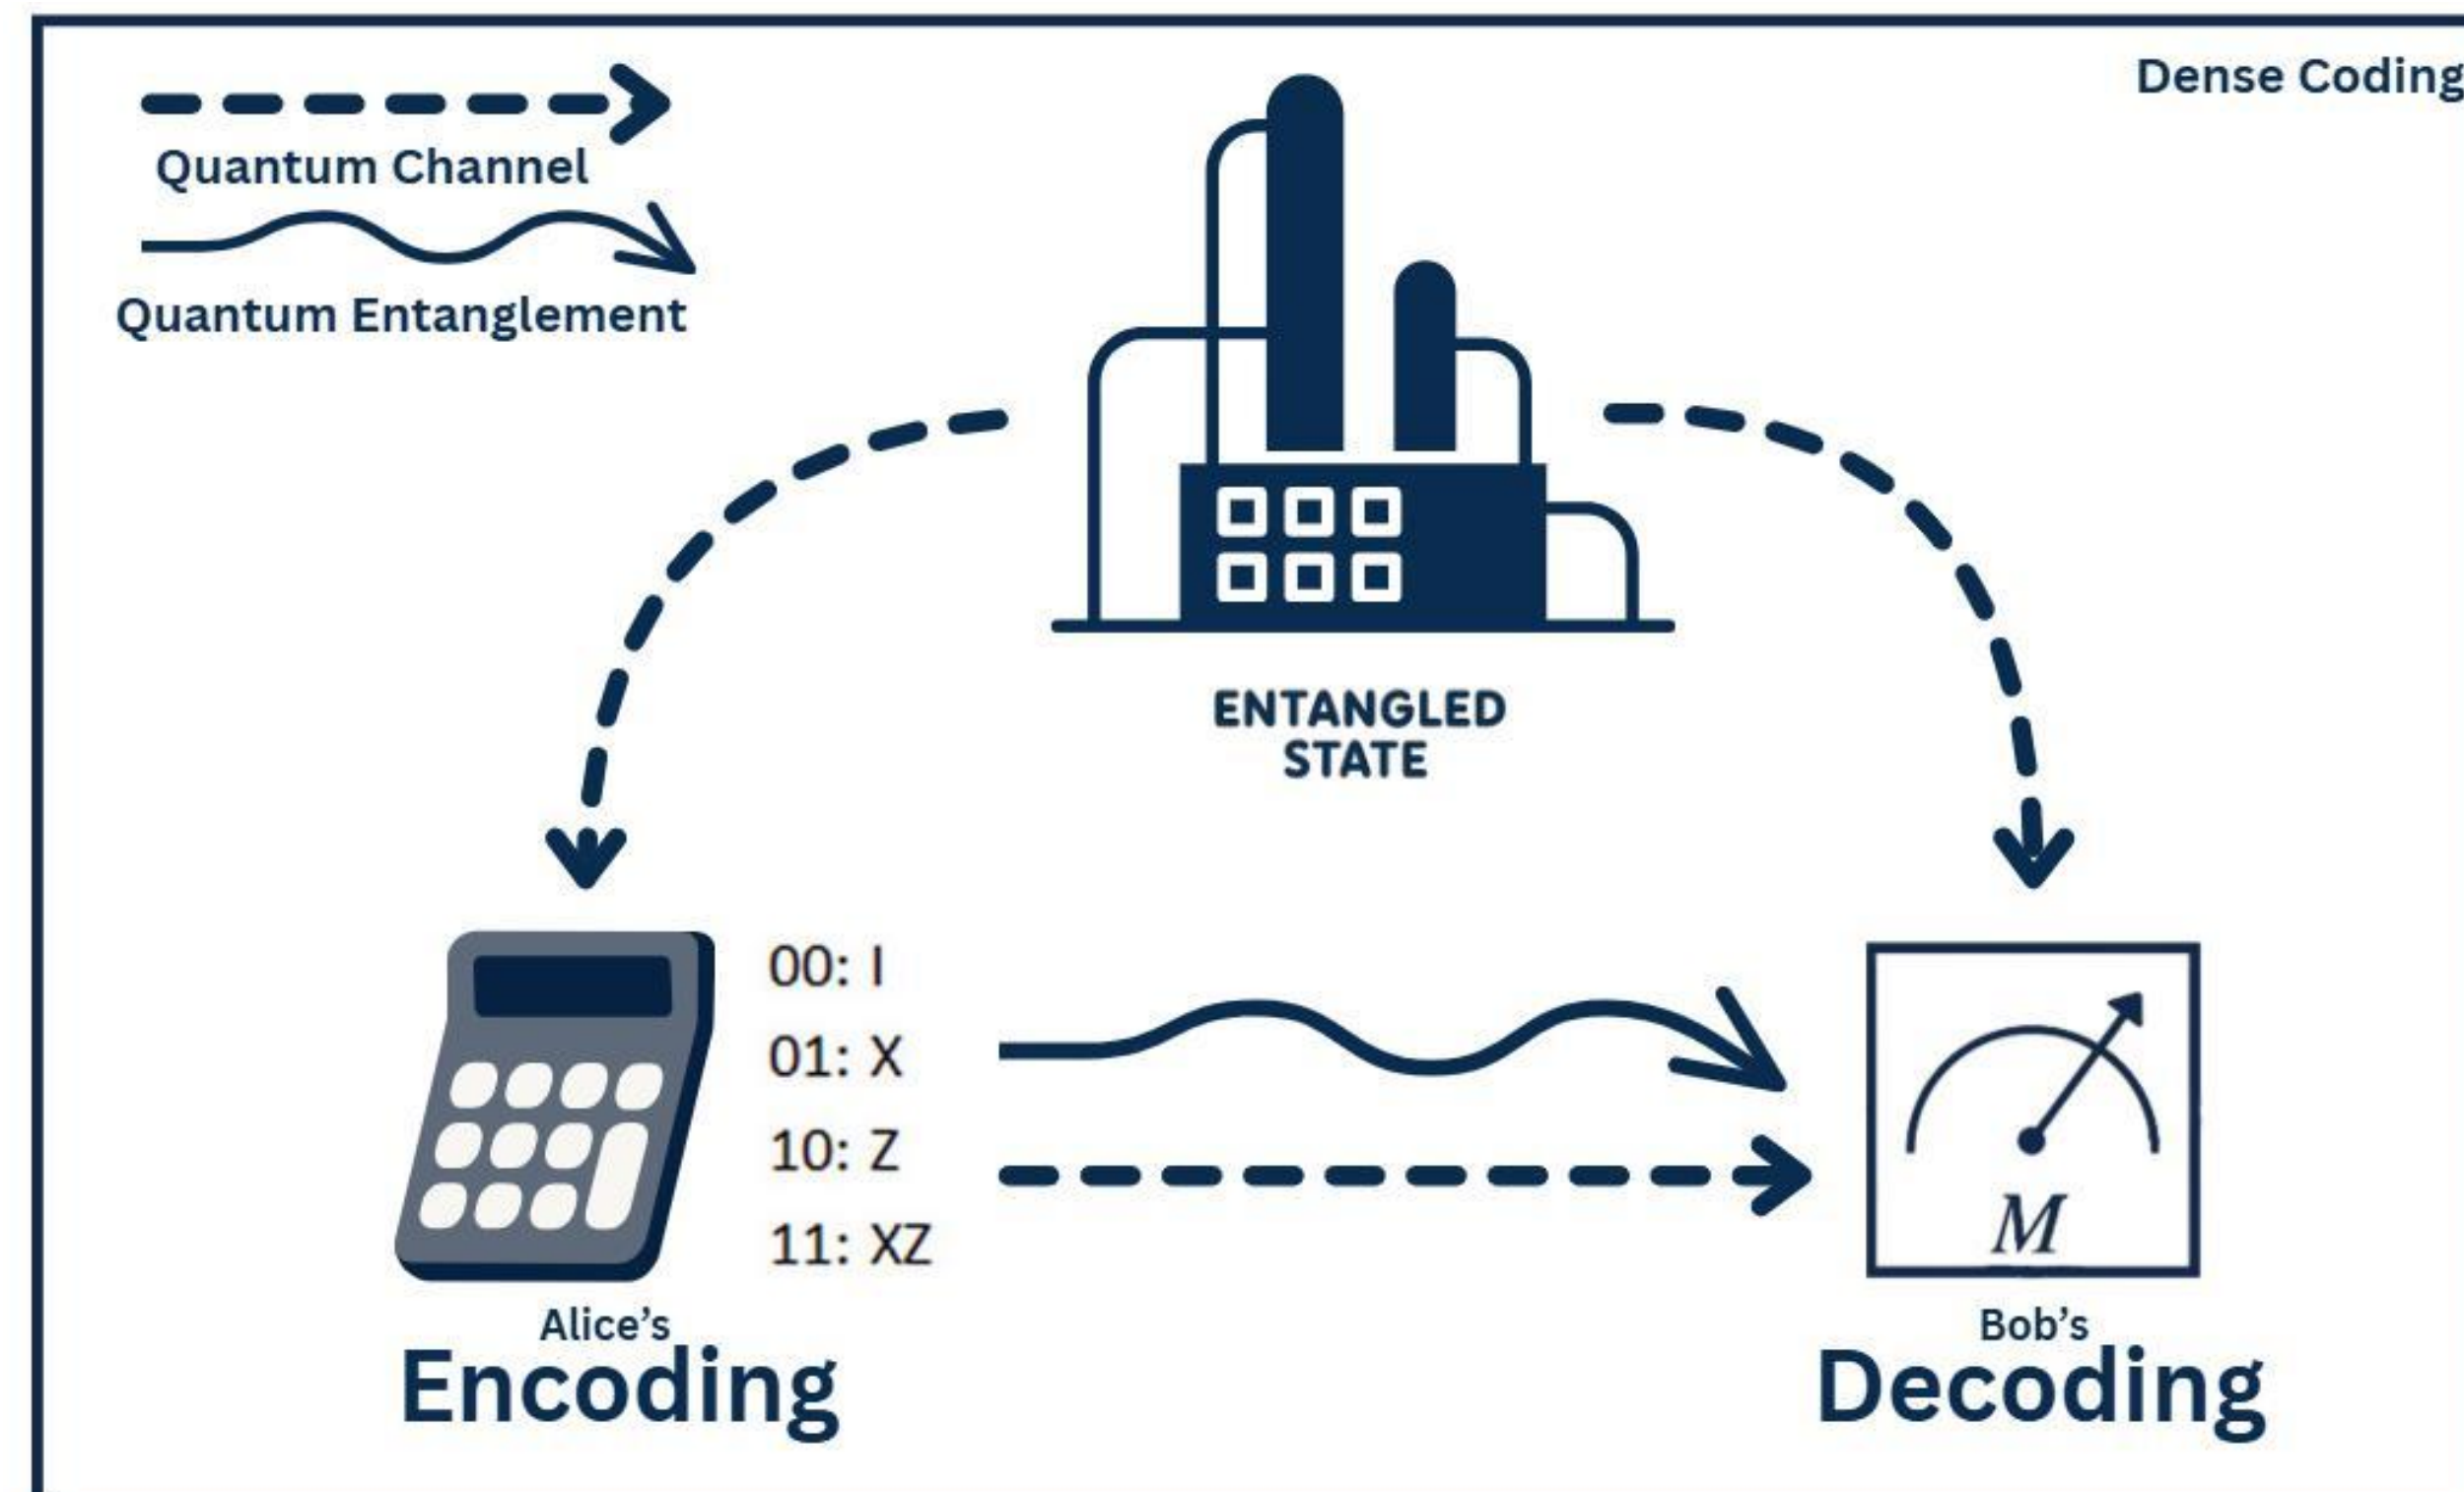 Dense Coding
Quantum Channel
Quantum Entanglement
ENTANGLED
STATE
00: I
01: X
10: Z
11: XZ
M
Alice’s
Encoding
Bob’s
Decoding